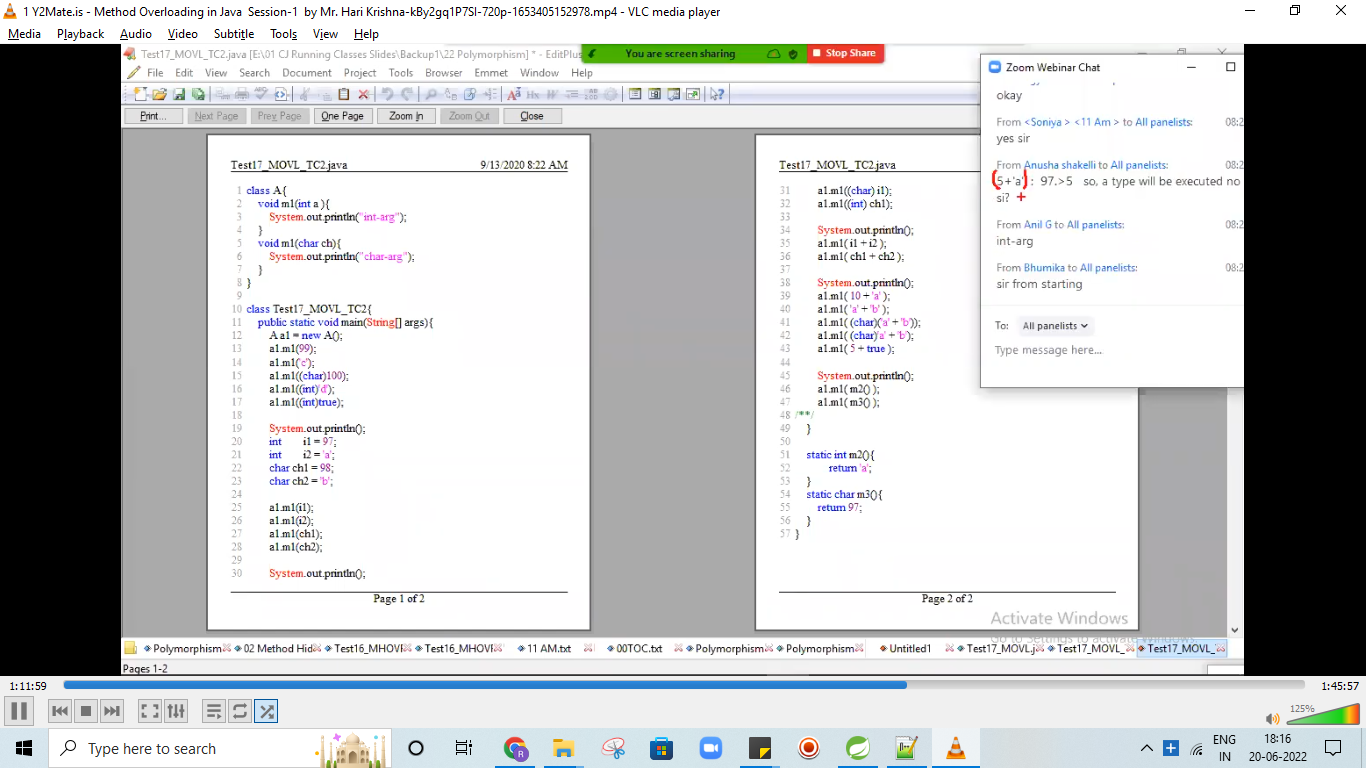 1 Y2Mate.is - Method Overloading in Java  Session-1  by Mr. Hari Krishna-kBy2gq1P7SI-720p-1653405152978.mp4 - VLC media player
Media Playback Audio Video Subtitle Tools View Help
Test17_MOVL_TC2.java [E:\01 CJ Running Classes Slides\Backup1\22 Polymorphism] * - EditPlus
You are screen sharing
Stop Share
File Edit View Search Document Project Tools Browser Emmet Window Help
Print... Next Page Prev Page One Page Zoom In Zoom Out Close
Test17_MOVL_TC2.java 9/13/2020 8:22 AM
1 class A{
2 void m1(int a ){
3 System.out.println("int-arg");
4 }
5 void m1(char ch){
6 System.out.println("char-arg");
7 }
8 }
9
10 class Test17_MOVL_TC2{
11 public static void main(String[] args){
12 A a1 = new A();
13 a1.m1(99);
14 a1.m1('c');
15 a1.m1((char)100);
16 a1.m1((int)'d');
17 a1.m1((int)true);
18
19 System.out.println();
20 int i1 = 97;
21 int i2 = 'a';
22 char ch1 = 98;
23 char ch2 = 'b';
24
25 a1.m1(i1);
26 a1.m1(i2);
27 a1.m1(ch1);
28 a1.m1(ch2);
29
30 System.out.println();
Page 1 of 2
Test17_MOVL_TC2.java
31 a1.m1((char) i1);
32 a1.m1((int) ch1);
33
34 System.out.println();
35 a1.m1( i1 + i2 );
36 a1.m1( ch1 + ch2 );
37
38 System.out.println();
39 a1.m1( 10 + 'a' );
40 a1.m1( 'a' + 'b' );
41 a1.m1( (char)('a' + 'b'));
42 a1.m1( (char)'a' + 'b');
43 a1.m1( 5 + true );
44
45 System.out.println();
46 a1.m1( m2() );
47 a1.m1( m3() );
48 /**/
49 }
50
51 static int m2(){
52 return 'a';
53 }
54 static char m3(){
55 return 97;
56 }
57 }
Page 2 of 2
Zoom Webinar Chat
okay
From <Soniya > <11 Am > to All panelists: 08:2
yes sir
From Anusha shakelli to All panelists: 08:2
(5+'a') : 97.>5 so, a type will be executed no
si? +
From Anil G to All panelists: 08:2
int-arg
From Bhumika to All panelists: 08:2
sir from starting
To: All panelists
Type message here...
Activate Windows
Go to Settings to activate Windows.
Polymorphism 02 Method Hid Test16_MHOVF Test16_MHOVF 11 AM.txt 00TOC.txt Polymorphism Polymorphism Untitled1 Test17_MOVL.j Test17_MOVL_ Test17_MOVL_
Pages 1-2
1:11:59 1:45:57
125%
Type here to search
ENG
IN
18:16
20-06-2022